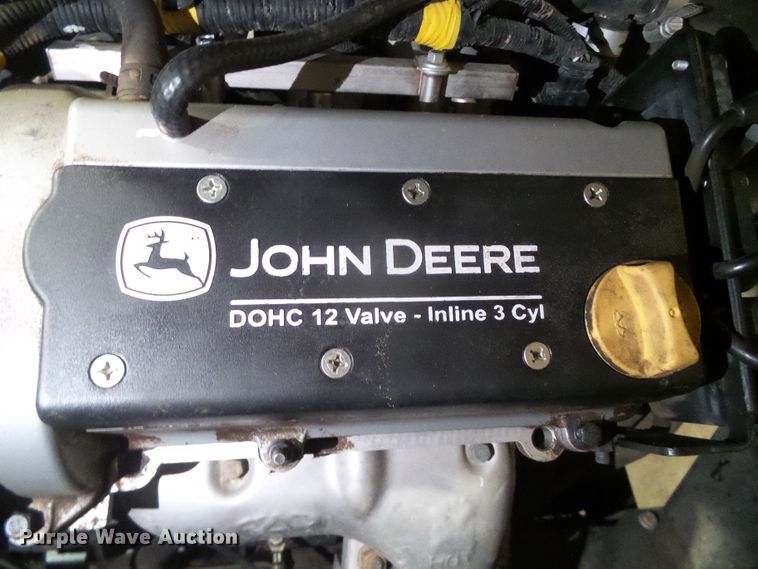 JOHN DEERE
DOHC 12 Valve - Inline 3 Cyl
Purple Wave Auction